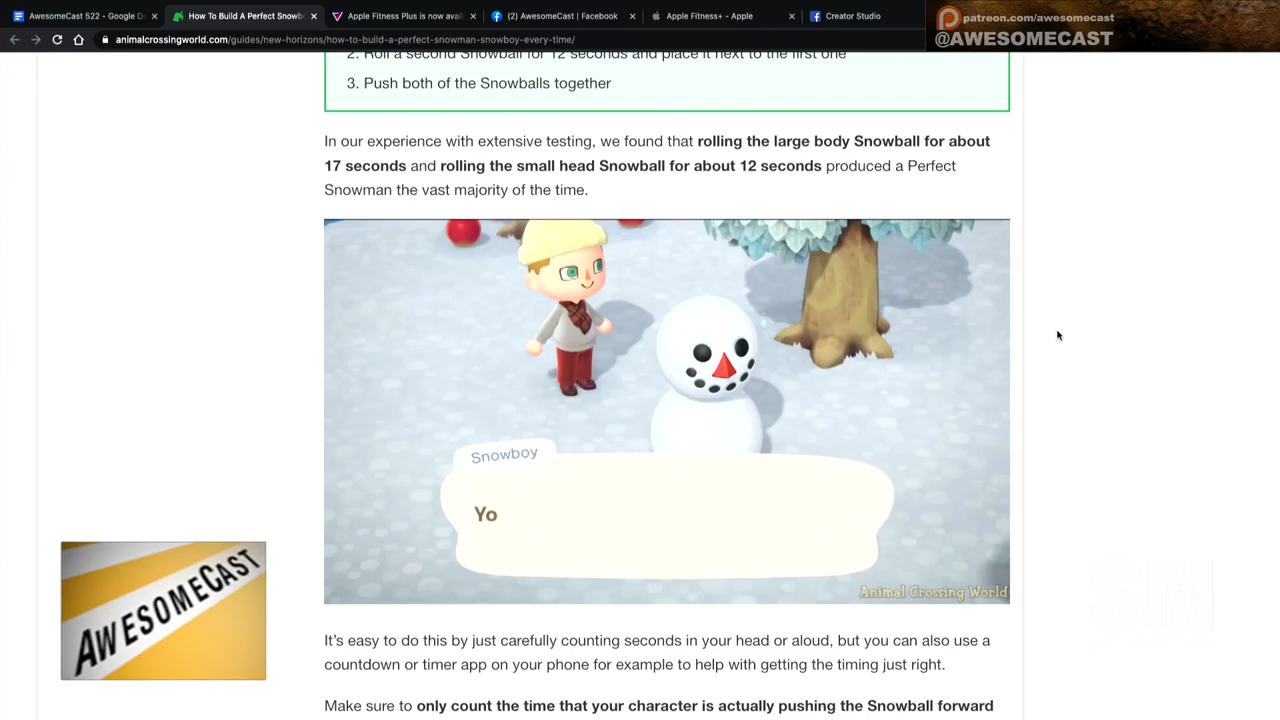 AwesomeCast 522 - Google D
How To Build A Perfect Snowb
Apple Fitness Plus is now avai
(2) AwesomeCast | Facebook
Apple Fitness+ - Apple
Creator Studio
patreon.com/awesomecast
@AWESOMECAST
animalcrossingworld.com/guides/new-horizons/how-to-build-a-perfect-snowman-snowboy-every-time/
2. Roll a second Snowball for 12 seconds and place it next to the first one
3. Push both of the Snowballs together
In our experience with extensive testing, we found that rolling the large body Snowball for about
17 seconds and rolling the small head Snowball for about 12 seconds produced a Perfect
Snowman the vast majority of the time.
Snowboy
Yo
Animal Crossing World
AWESOMECAST
It's easy to do this by just carefully counting seconds in your head or aloud, but you can also use a
countdown or timer app on your phone for example to help with getting the timing just right.
Make sure to only count the time that your character is actually pushing the Snowball forward